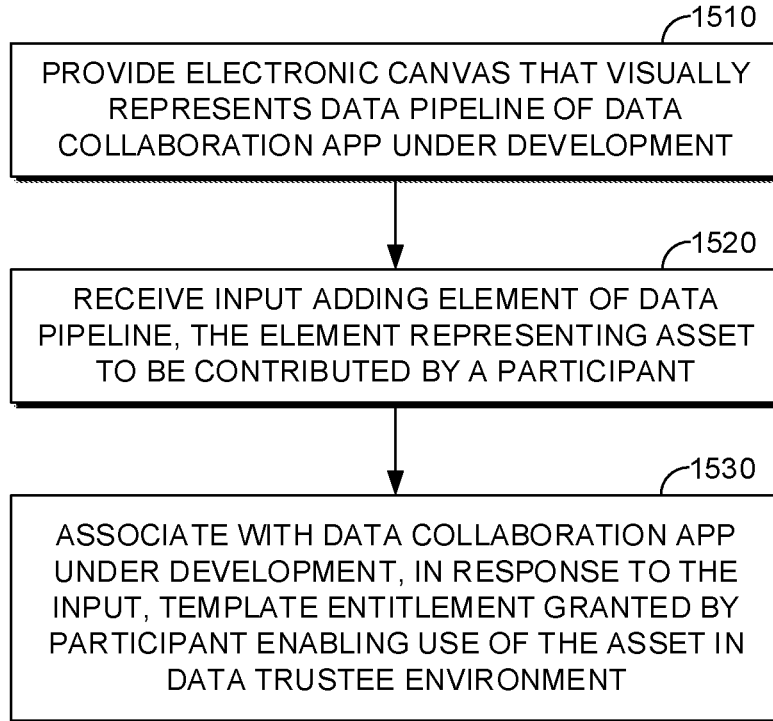 1510
PROVIDE ELECTRONIC CANVAS THAT VISUALLY
REPRESENTS DATA PIPELINE OF DATA
COLLABORATION APP UNDER DEVELOPMENT
1520
RECEIVE INPUT ADDING ELEMENT OF DATA
PIPELINE, THE ELEMENT REPRESENTING ASSET
TO BE CONTRIBUTED BY A PARTICIPANT
1530
ASSOCIATE WITH DATA COLLABORATION APP
UNDER DEVELOPMENT, IN RESPONSE TO THE
INPUT, TEMPLATE ENTITLEMENT GRANTED BY
PARTICIPANT ENABLING USE OF THE ASSET IN
DATA TRUSTEE ENVIRONMENT